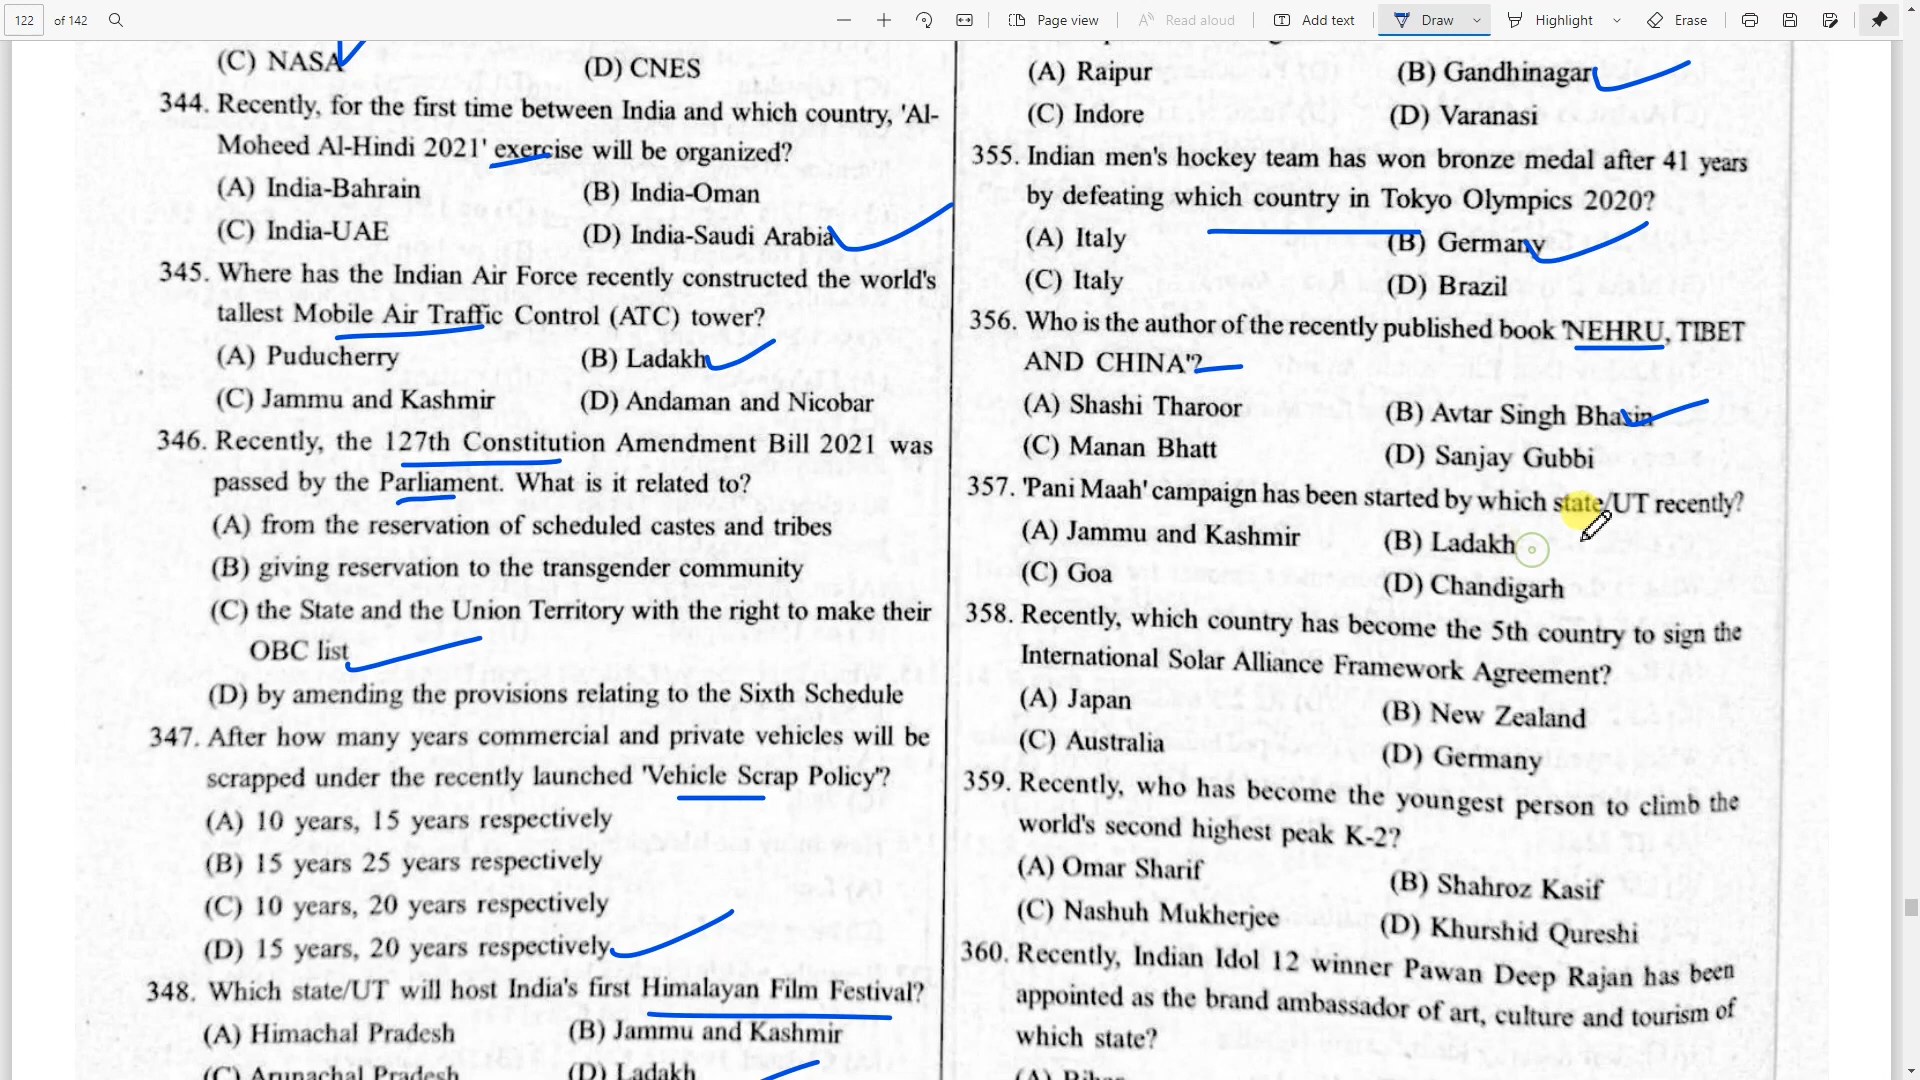 122 of 142 Page view Read aloud Add text Draw Highlight Erase
(C) NASA (D) CNES
344. Recently, for the first time between India and which country, 'Al-
Moheed Al-Hindi 2021' exercise will be organized?
(A) India-Bahrain (B) India-Oman
(C) India-UAE (D) India-Saudi Arabia
345. Where has the Indian Air Force recently constructed the world's
tallest Mobile Air Traffic Control (ATC) tower?
(A) Puducherry (B) Ladakh
(C) Jammu and Kashmir (D) Andaman and Nicobar
346. Recently, the 127th Constitution Amendment Bill 2021 was
passed by the Parliament. What is it related to?
(A) from the reservation of scheduled castes and tribes
(B) giving reservation to the transgender community
(C) the State and the Union Territory with the right to make their
OBC list
(D) by amending the provisions relating to the Sixth Schedule
347. After how many years commercial and private vehicles will be
scrapped under the recently launched 'Vehicle Scrap Policy'?
(A) 10 years, 15 years respectively
(B) 15 years 25 years respectively
(C) 10 years, 20 years respectively
(D) 15 years, 20 years respectively
348. Which state/UT will host India's first Himalayan Film Festival?
(A) Himachal Pradesh (B) Jammu and Kashmir
(C) Arunachal Pradesh (D) Ladakh
(A) Raipur (B) Gandhinagar
(C) Indore (D) Varanasi
355. Indian men's hockey team has won bronze medal after 41 years
by defeating which country in Tokyo Olympics 2020?
(A) Italy (B) Germany
(C) Italy (D) Brazil
356. Who is the author of the recently published book 'NEHRU, TIBET
AND CHINA'?
(A) Shashi Tharoor (B) Avtar Singh Bhasin
(C) Manan Bhatt (D) Sanjay Gubbi
357. 'Pani Maah' campaign has been started by which state/UT recently?
(A) Jammu and Kashmir (B) Ladakh
(C) Goa (D) Chandigarh
358. Recently, which country has become the 5th country to sign the
International Solar Alliance Framework Agreement?
(A) Japan (B) New Zealand
(C) Australia (D) Germany
359. Recently, who has become the youngest person to climb the
world's second highest peak K-2?
(A) Omar Sharif (B) Shahroz Kasif
(C) Nashuh Mukherjee (D) Khurshid Qureshi
360. Recently, Indian Idol 12 winner Pawan Deep Rajan has been
appointed as the brand ambassador of art, culture and tourism of
which state?
(A) Bihar